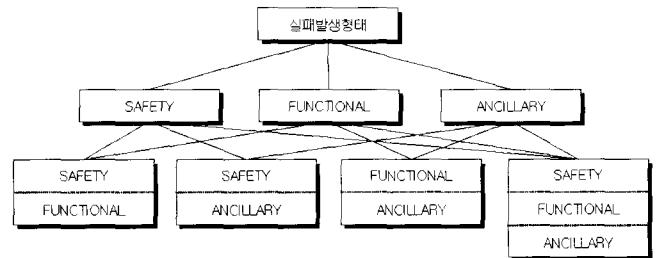 실패발생형태
SAFETY FUNCTIONAL ANCILLARY
SAFETY SAFETY FUNCTIONAL SAFETY
FUNCTIONAL ANCILLARY ANCILLARY FUNCTIONAL
ANCILLARY